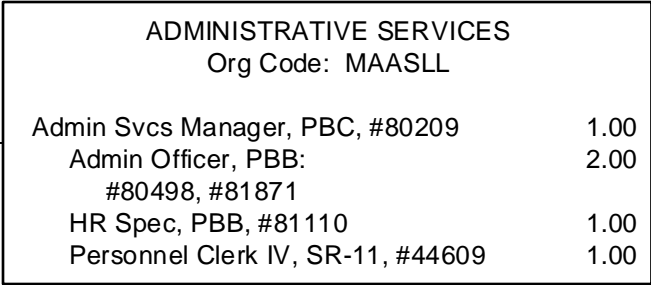 ADMINISTRATIVE SERVICES
Org Code: MAASLL
Admin Svcs Manager, PBC, #80209 1.00
Admin Officer, PBB: 2.00
#80498, #81871
HR Spec, PBB, #81110 1.00
Personnel Clerk IV, SR-11, #44609 1.00